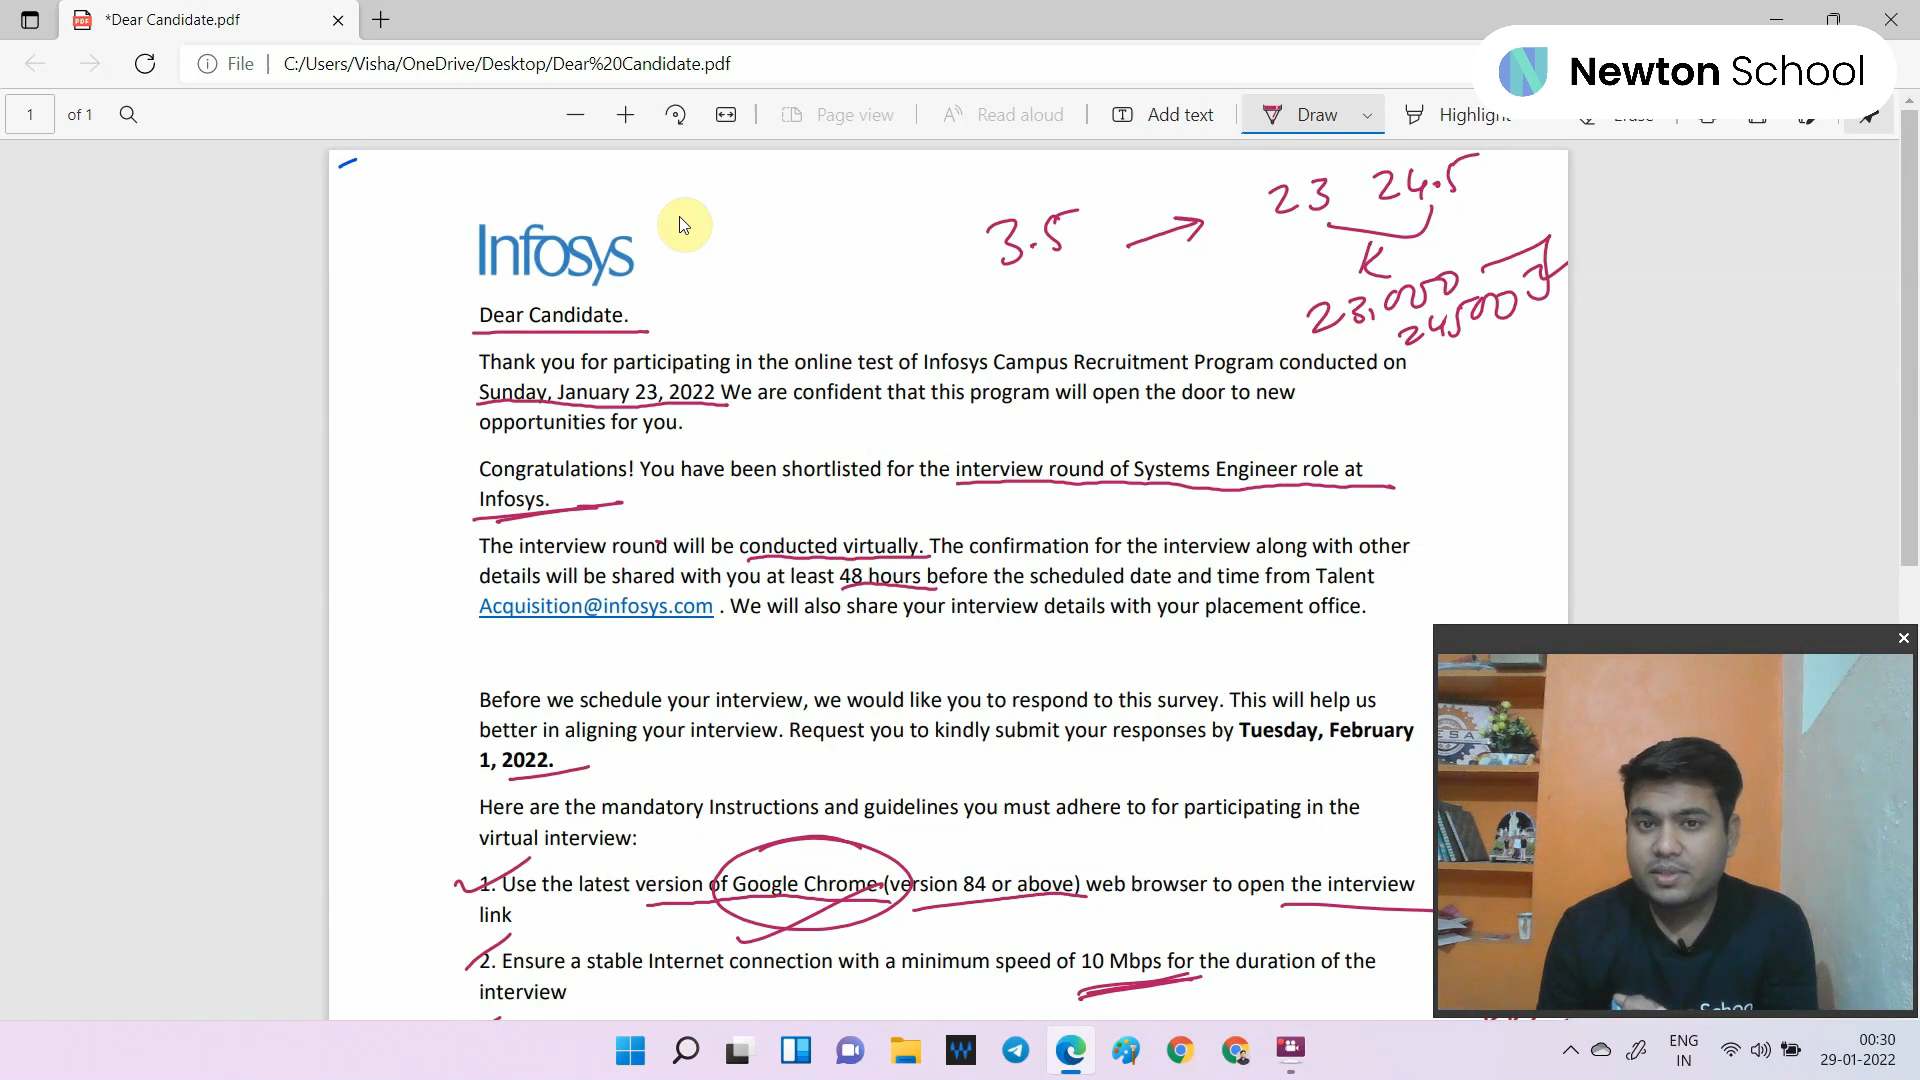 *Dear Candidate.pdf
File
C:/Users/Visha/OneDrive/Desktop/Dear%20Candidate.pdf
Newton School
1 of 1
Page view
Read aloud
Add text
Draw
Highlight
Erase
23 24.5
3.5
K
23,000
24500
Infosys
Dear Candidate.
Thank you for participating in the online test of Infosys Campus Recruitment Program conducted on
Sunday, January 23, 2022 We are confident that this program will open the door to new
opportunities for you.
Congratulations! You have been shortlisted for the interview round of Systems Engineer role at
Infosys.
The interview round will be conducted virtually. The confirmation for the interview along with other
details will be shared with you at least 48 hours before the scheduled date and time from Talent
Acquisition@infosys.com . We will also share your interview details with your placement office.
Before we schedule your interview, we would like you to respond to this survey. This will help us
better in aligning your interview. Request you to kindly submit your responses by Tuesday, February
1, 2022.
Here are the mandatory Instructions and guidelines you must adhere to for participating in the
virtual interview:
1. Use the latest version of Google Chrome (version 84 or above) web browser to open the interview
link
2. Ensure a stable Internet connection with a minimum speed of 10 Mbps for the duration of the
interview
ENG
IN
00:30
29-01-2022